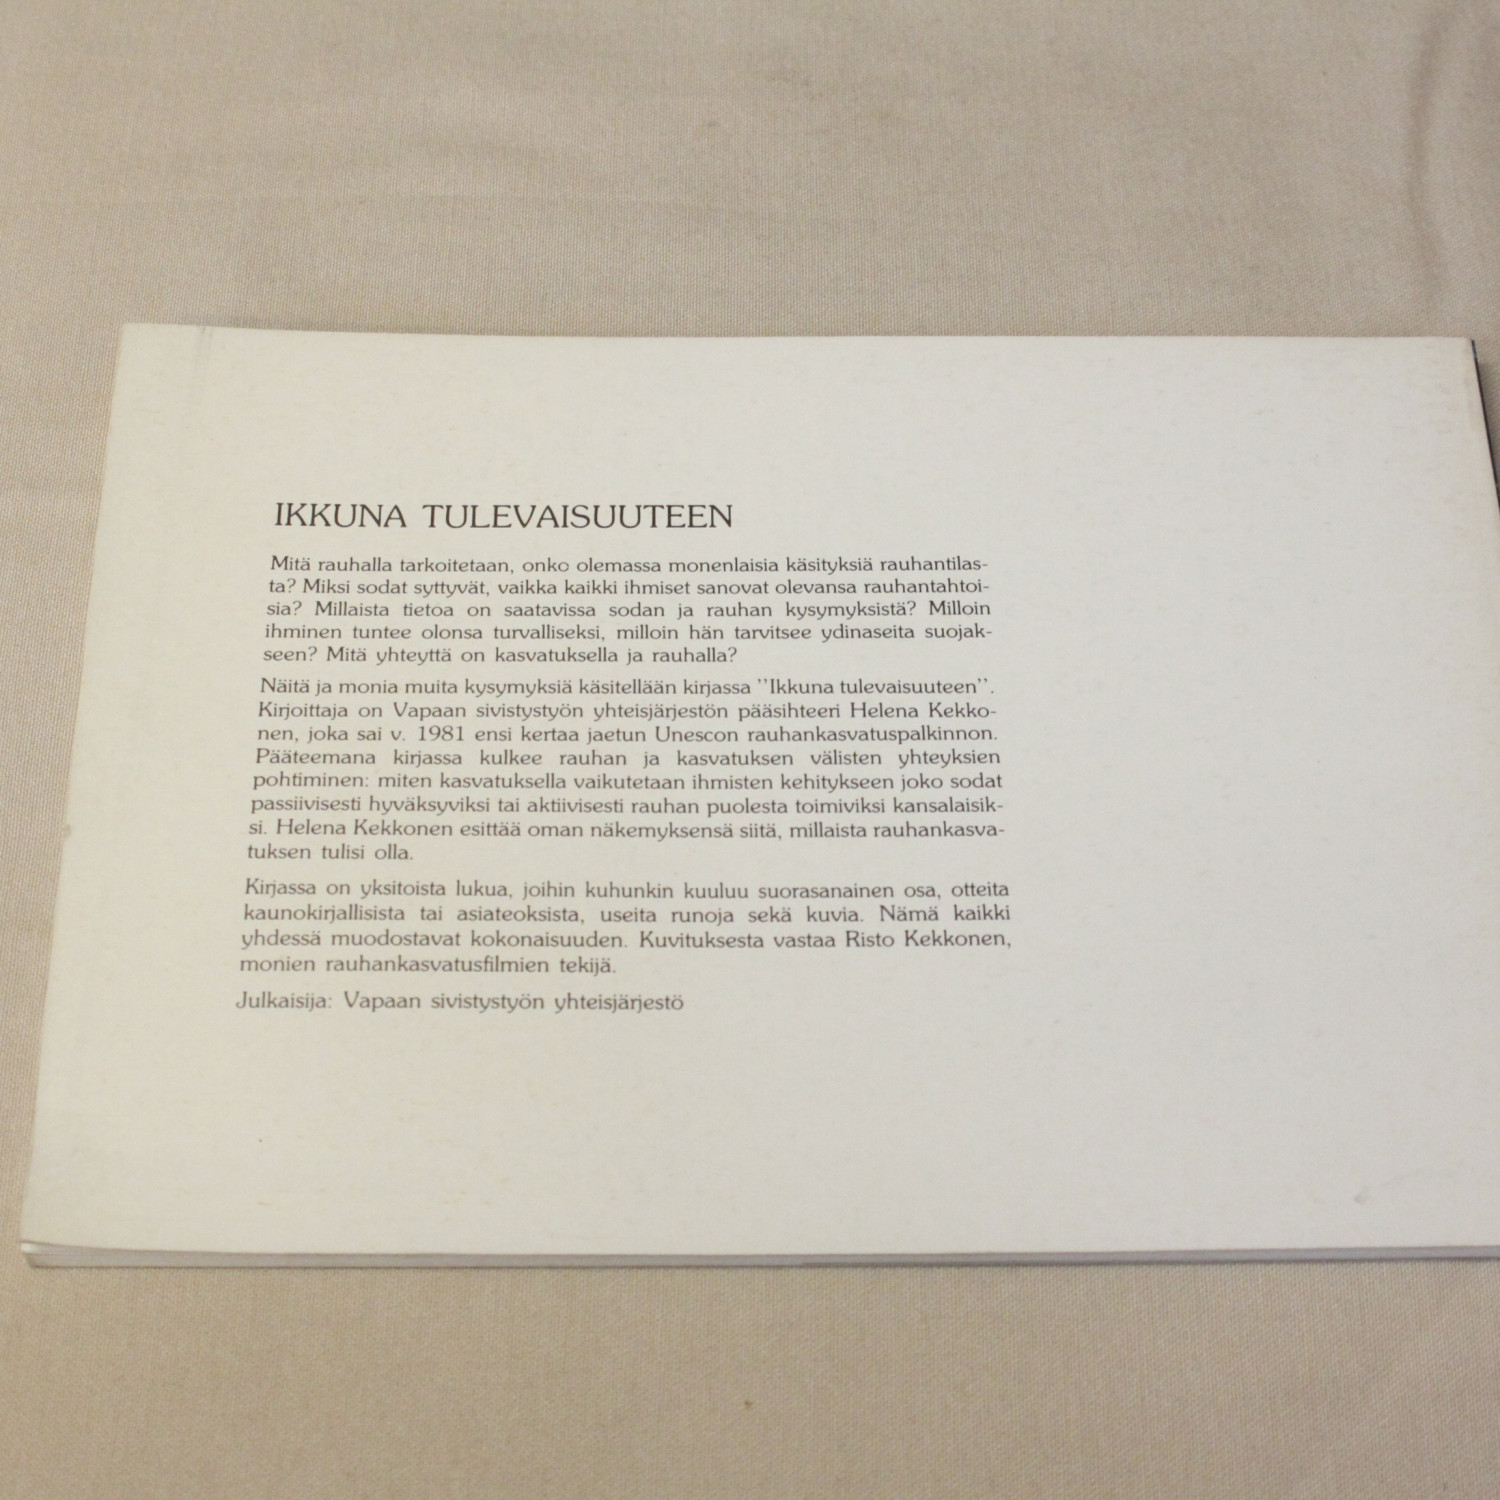 IKKUNA TULEVAISUUTEEN
Mitä rauhalla tarkoitetaan, onko olemassa monenlaisia käsityksiä rauhantilas-
ta? Miksi sodat syttyvät, vaikka kaikki ihmiset sanovat olevansa rauhantahtoi-
sia? Millaista tietoa on saatavissa sodan ja rauhan kysymyksistä? Milloin
ihminen tuntee olonsa turvalliseksi, milloin hän tarvitsee ydinaseita suojak-
seen? Mitä yhteyttä on kasvatuksella ja rauhalla?
Näitä ja monia muita kysymyksiä käsitellään kirjassa ''Ikkuna tulevaisuuteen''.
Kirjoittaja on Vapaan sivistystyön yhteisjärjestön pääsihteeri Helena Kekko-
nen, joka sai v. 1981 ensi kertaa jaetun Unescon rauhankasvatuspalkinnon.
Pääteemana kirjassa kulkee rauhan ja kasvatuksen välisten yhteyksien
pohtiminen: miten kasvatuksella vaikutetaan ihmisten kehitykseen joko sodat
passiivisesti hyväksyviksi tai aktiivisesti rauhan puolesta toimiviksi kansalaisik-
si. Helena Kekkonen esittää oman näkemyksensä siitä, millaista rauhankasva-
tuksen tulisi olla.
Kirjassa on yksitoista lukua, joihin kuhunkin kuuluu suorasanainen osa, otteita
kaunokirjallisista tai asiateoksista, useita runoja sekä kuvia. Nämä kaikki
yhdessä muodostavat kokonaisuuden. Kuvituksesta vastaa Risto Kekkonen,
monien rauhankasvatusfilmien tekijä.
Julkaisija: Vapaan sivistystyön yhteisjärjestö